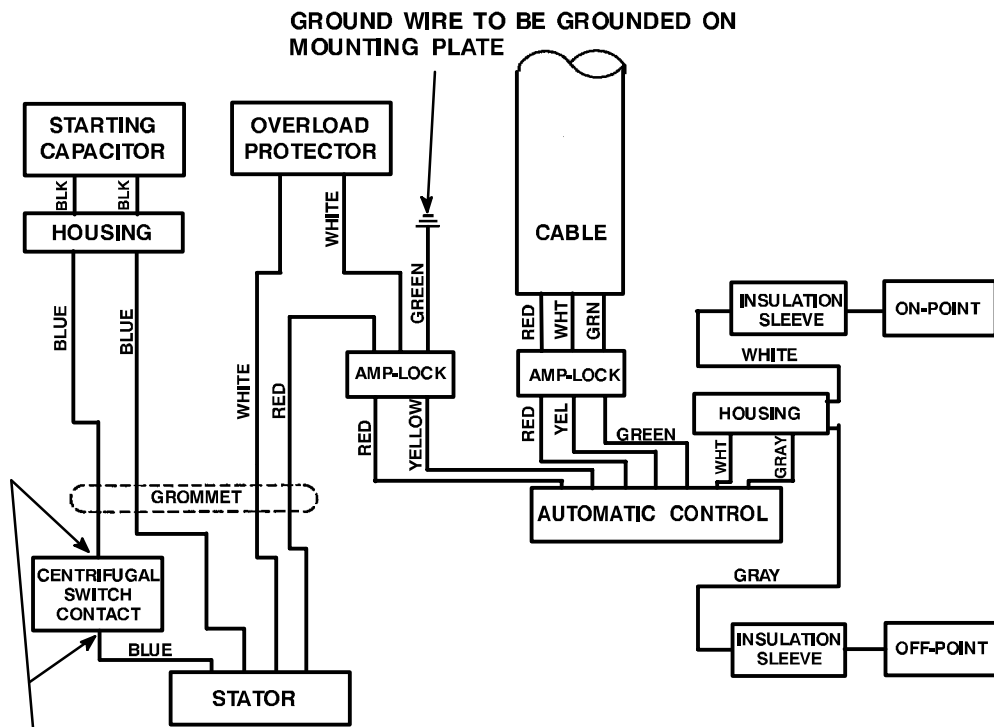 GROUND WIRE TO BE GROUNDED ON
MOUNTING PLATE
STARTING
CAPACITOR
OVERLOAD
PROTECTOR
BLK
BLK
HOUSING
WHITE
CABLE
GREEN
BLUE
BLUE
RED
WHT
GRN
INSULATION
SLEEVE
ON-POINT
WHITE
WHITE
RED
AMP-LOCK
AMP-LOCK
HOUSING
RED
YELLOW
RED
YEL
GREEN
WHT
GRAY
GROMMET
AUTOMATIC CONTROL
CENTRIFUGAL
SWITCH
CONTACT
GRAY
BLUE
INSULATION
SLEEVE
OFF-POINT
STATOR